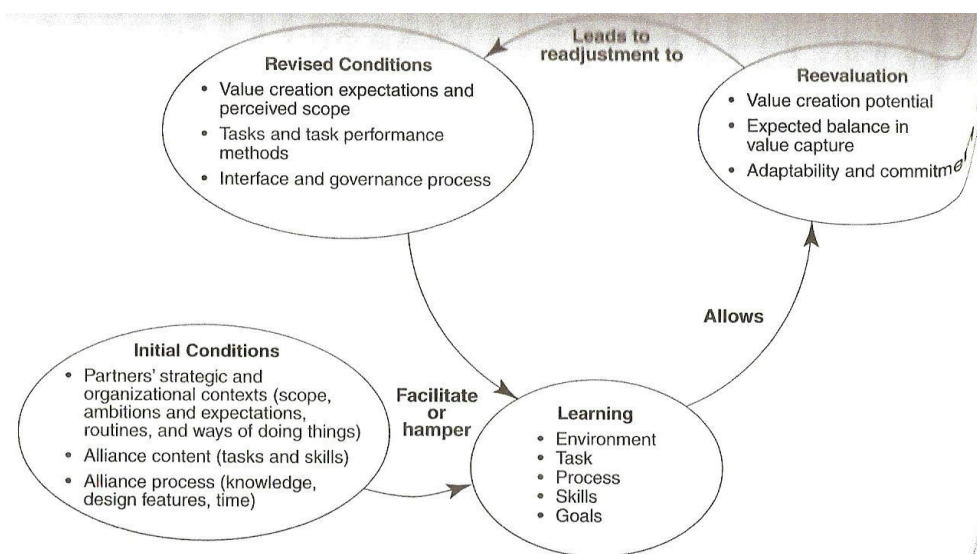 Leads to
readjustment to
Revised Conditions
• Value creation expectations and
perceived scope
• Tasks and task performance
methods
• Interface and governance process
Reevaluation
• Value creation potential
• Expected balance in
value capture
• Adaptability and commitme
Allows
Initial Conditions
• Partners' strategic and
organizational contexts (scope,
ambitions and expectations,
routines, and ways of doing things)
• Alliance content (tasks and skills)
• Alliance process (knowledge,
design features, time)
Facilitate
or
hamper
Learning
• Environment
• Task
• Process
• Skills
• Goals